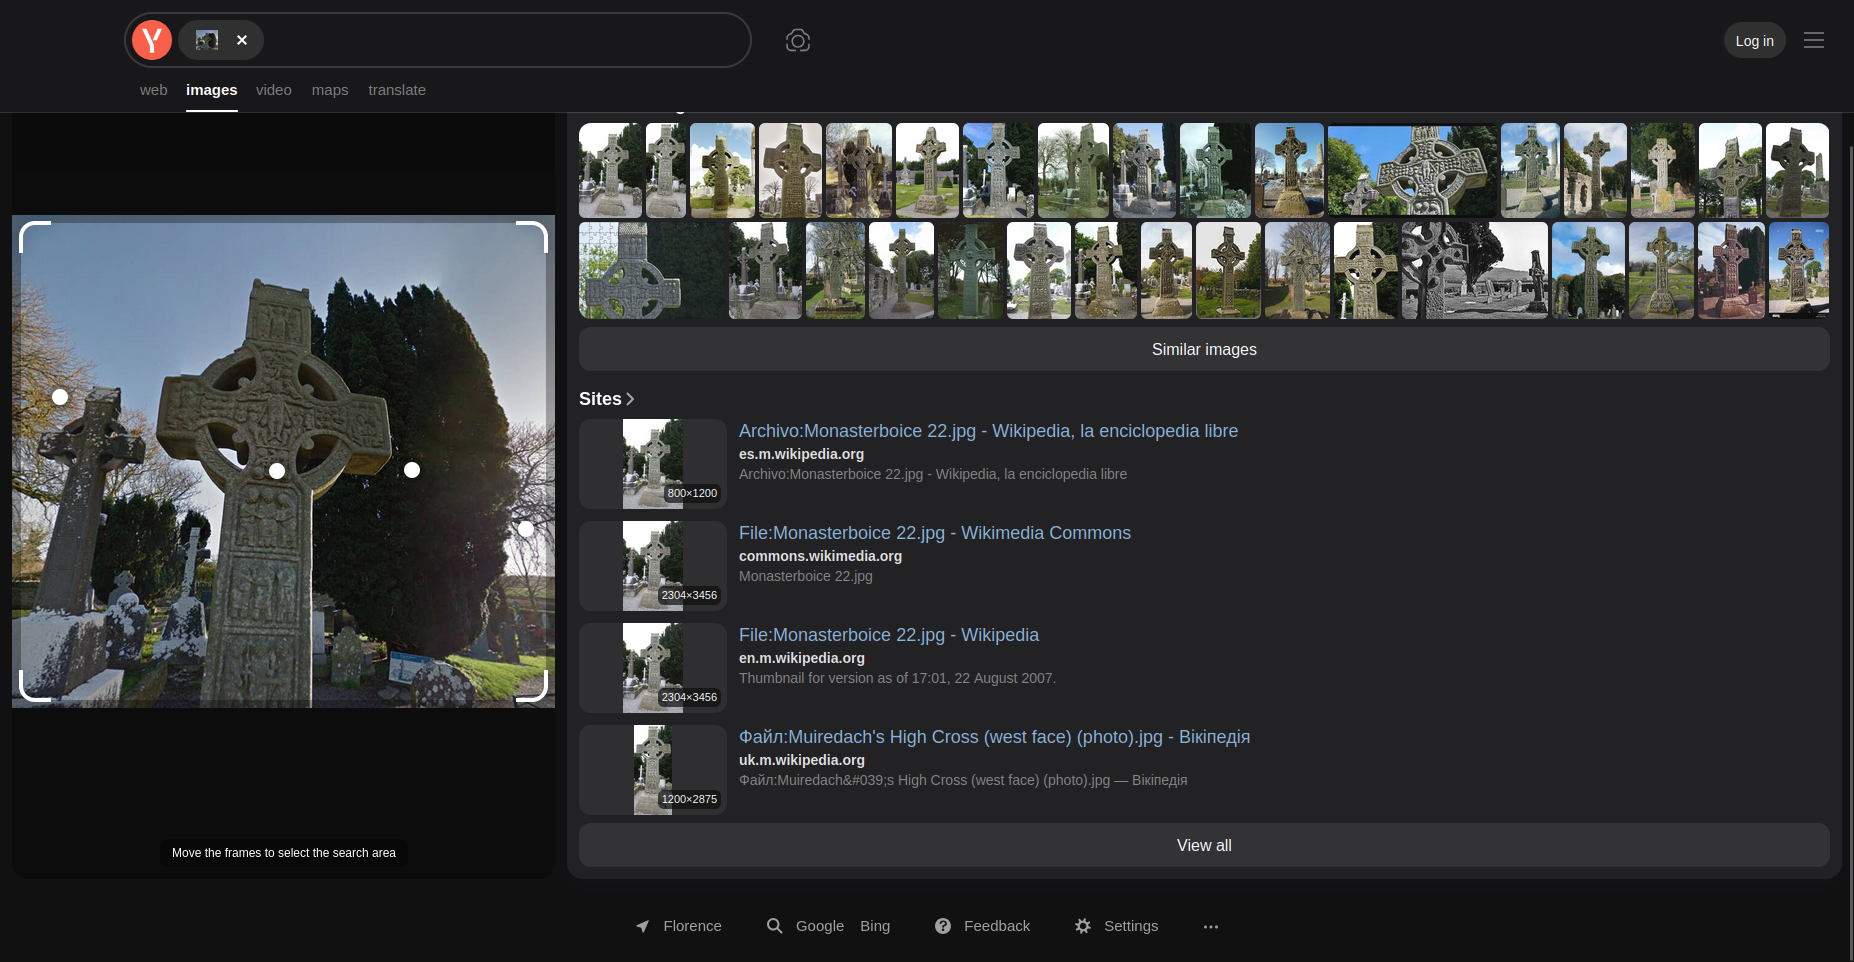 Log in
web images video maps translate
Similar images
Sites
Archivo:Monasterboice 22.jpg - Wikipedia, la enciclopedia libre
es.m.wikipedia.org
Archivo:Monasterboice 22.jpg - Wikipedia, la enciclopedia libre
800×1200
File:Monasterboice 22.jpg - Wikimedia Commons
commons.wikimedia.org
Monasterboice 22.jpg
2304×3456
File:Monasterboice 22.jpg - Wikipedia
en.m.wikipedia.org
Thumbnail for version as of 17:01, 22 August 2007.
2304×3456
Файл:Muiredach's High Cross (west face) (photo).jpg - Вікіпедія
uk.m.wikipedia.org
Файл:Muiredach&#039;s High Cross (west face) (photo).jpg — Вікіпедія
1200×2875
View all
Move the frames to select the search area
Florence Google Bing Feedback Settings